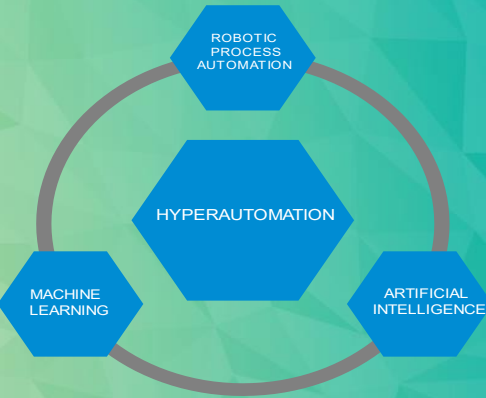 ROBOTIC
PROCESS
AUTOMATION
HYPERAUTOMATION
MACHINE
LEARNING
ARTIFICIAL
INTELLIGENCE